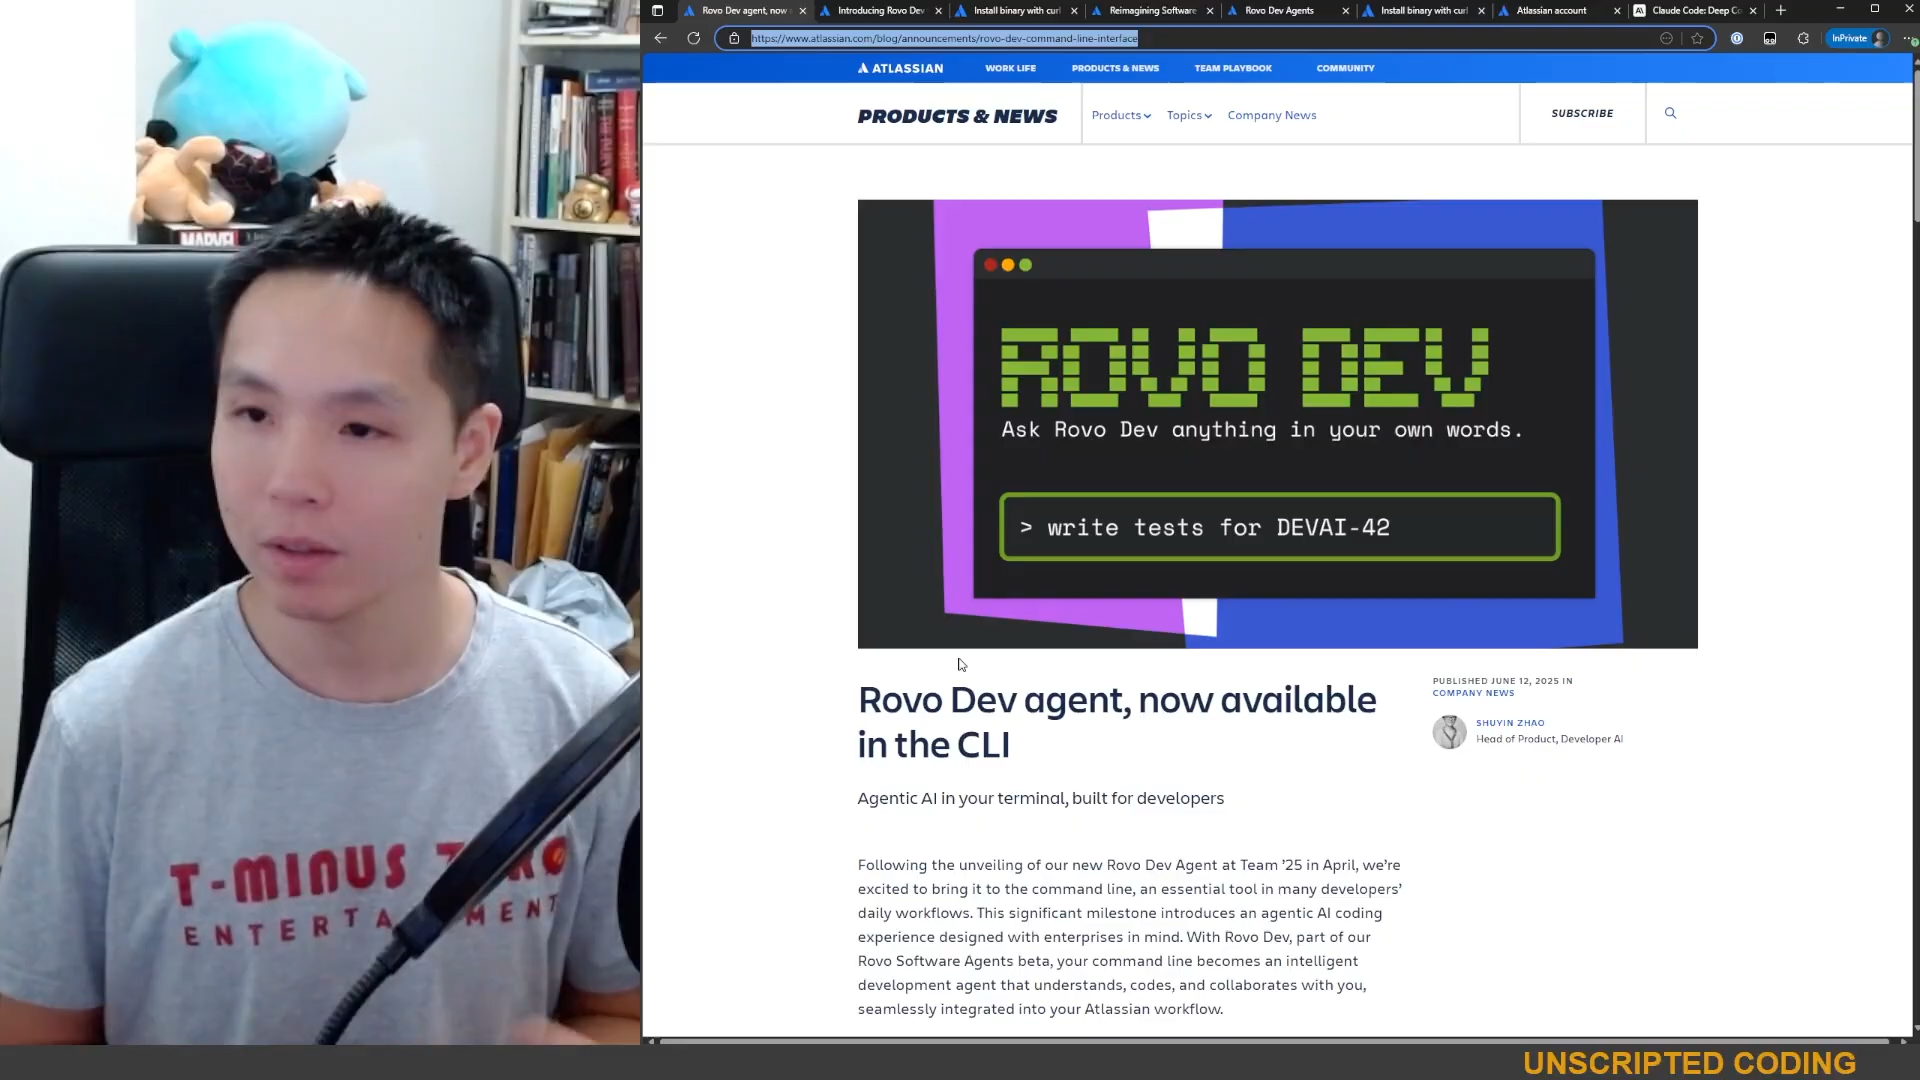 Rovo Dev agent, now
Introducing Rovo Dev
Install binary with curl
Reimagining Software
Rovo Dev Agents
Install binary with curl
Atlassian account
Claude Code: Deep Co
https://www.atlassian.com/blog/announcements/rovo-dev-command-line-interface
InPrivate
ATLASSIAN
WORK LIFE
PRODUCTS & NEWS
TEAM PLAYBOOK
COMMUNITY
PRODUCTS & NEWS
Products
Topics
Company News
SUBSCRIBE
ROVO DEV
Ask Rovo Dev anything in your own words.
> write tests for DEVAI-42
Rovo Dev agent, now available
in the CLI
PUBLISHED JUNE 12, 2025 IN
COMPANY NEWS
SHUYIN ZHAO
Head of Product, Developer AI
Agentic AI in your terminal, built for developers
Following the unveiling of our new Rovo Dev Agent at Team ’25 in April, we’re
excited to bring it to the command line, an essential tool in many developers’
daily workflows. This significant milestone introduces an agentic AI coding
experience designed with enterprises in mind. With Rovo Dev, part of our
Rovo Software Agents beta, your command line becomes an intelligent
development agent that understands, codes, and collaborates with you,
seamlessly integrated into your Atlassian workflow.
MARVEL
T-MINUS ZERO
ENTERTAINMENT
UNSCRIPTED CODING